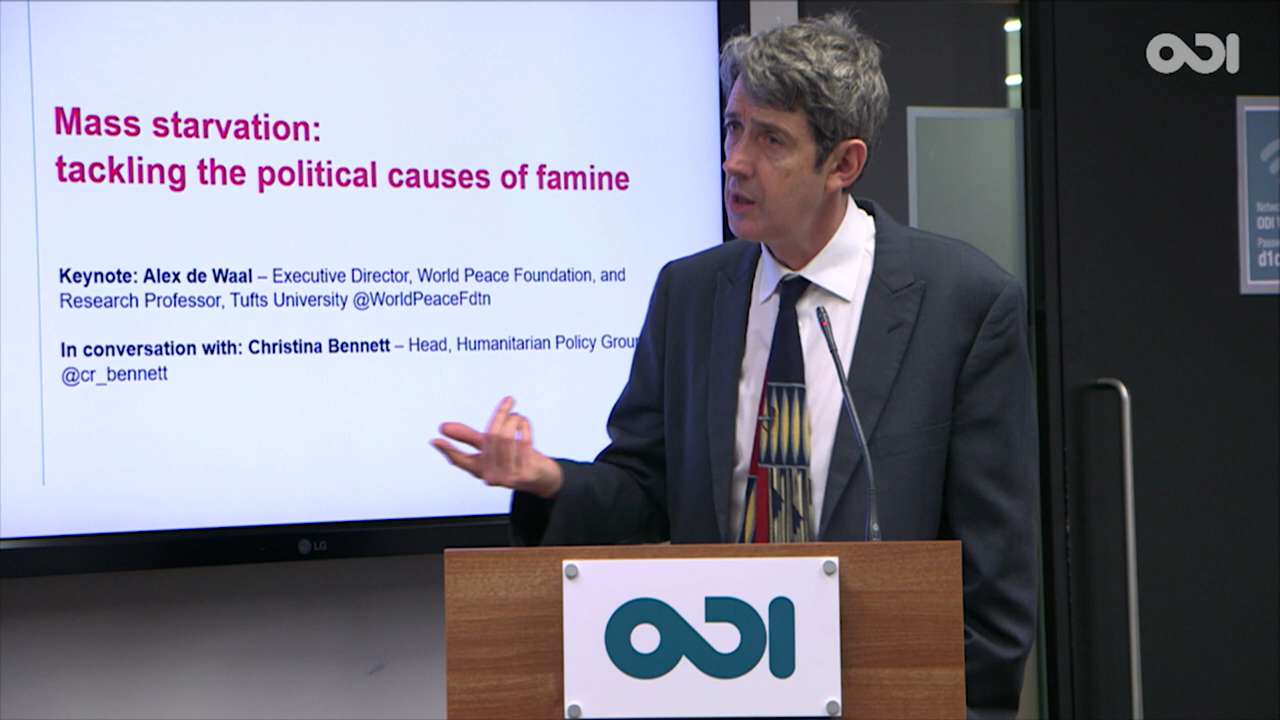 Mass starvation:
tackling the political causes of famine
Keynote: Alex de Waal – Executive Director, World Peace Foundation, and
Research Professor, Tufts University @WorldPeaceFdtn
In conversation with: Christina Bennett – Head, Humanitarian Policy
@cr_bennett
LG
ODI
ODI
ODI